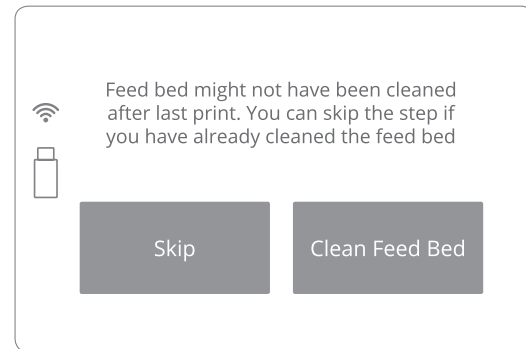 Feed bed might not have been cleaned
after last print. You can skip the step if
you have already cleaned the feed bed
Skip
Clean Feed Bed